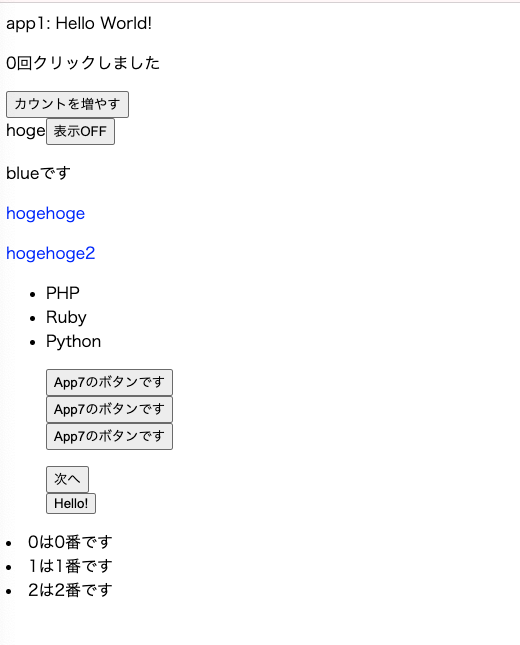 app1: Hello World!
0回クリックしました
カウントを増やす
hoge 表示OFF
blueです
hogehoge
hogehoge2
PHP
Ruby
Python
App7のボタンです
App7のボタンです
App7のボタンです
次へ
Hello!
0は0番です
1は1番です
2は2番です